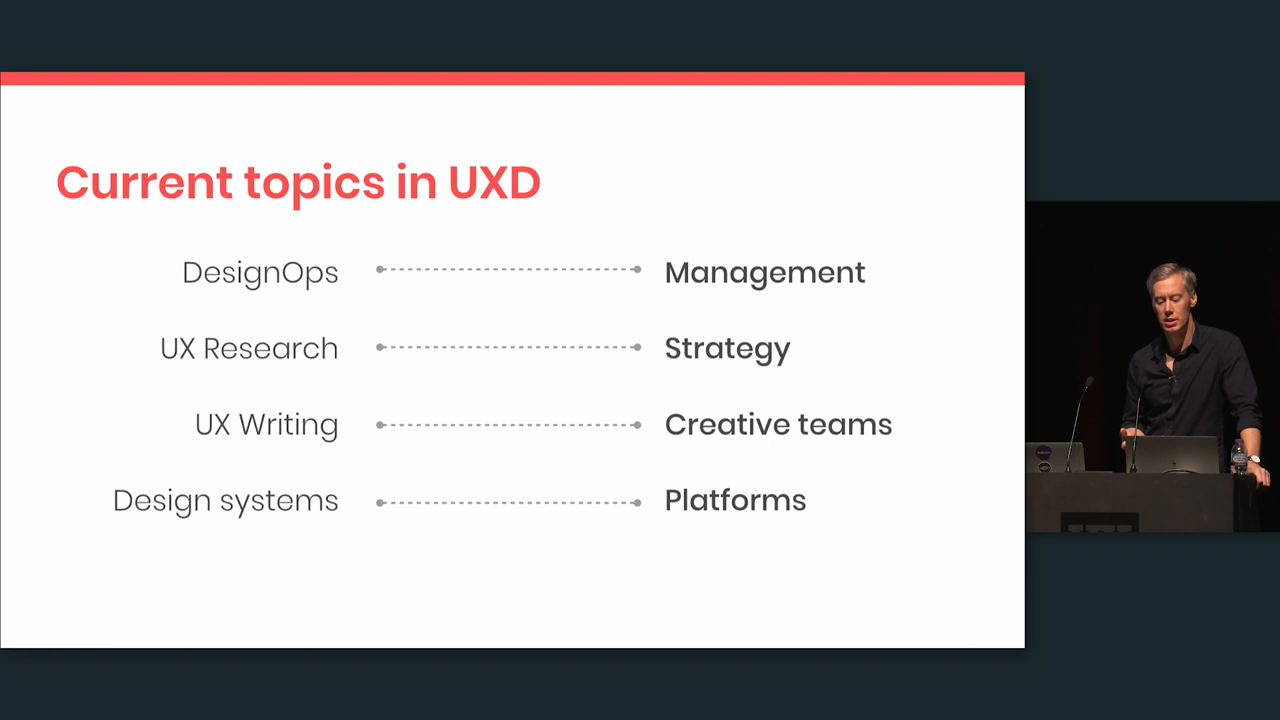 Current topics in UXD
DesignOps Management
UX Research Strategy
UX Writing Creative teams
Design systems Platforms